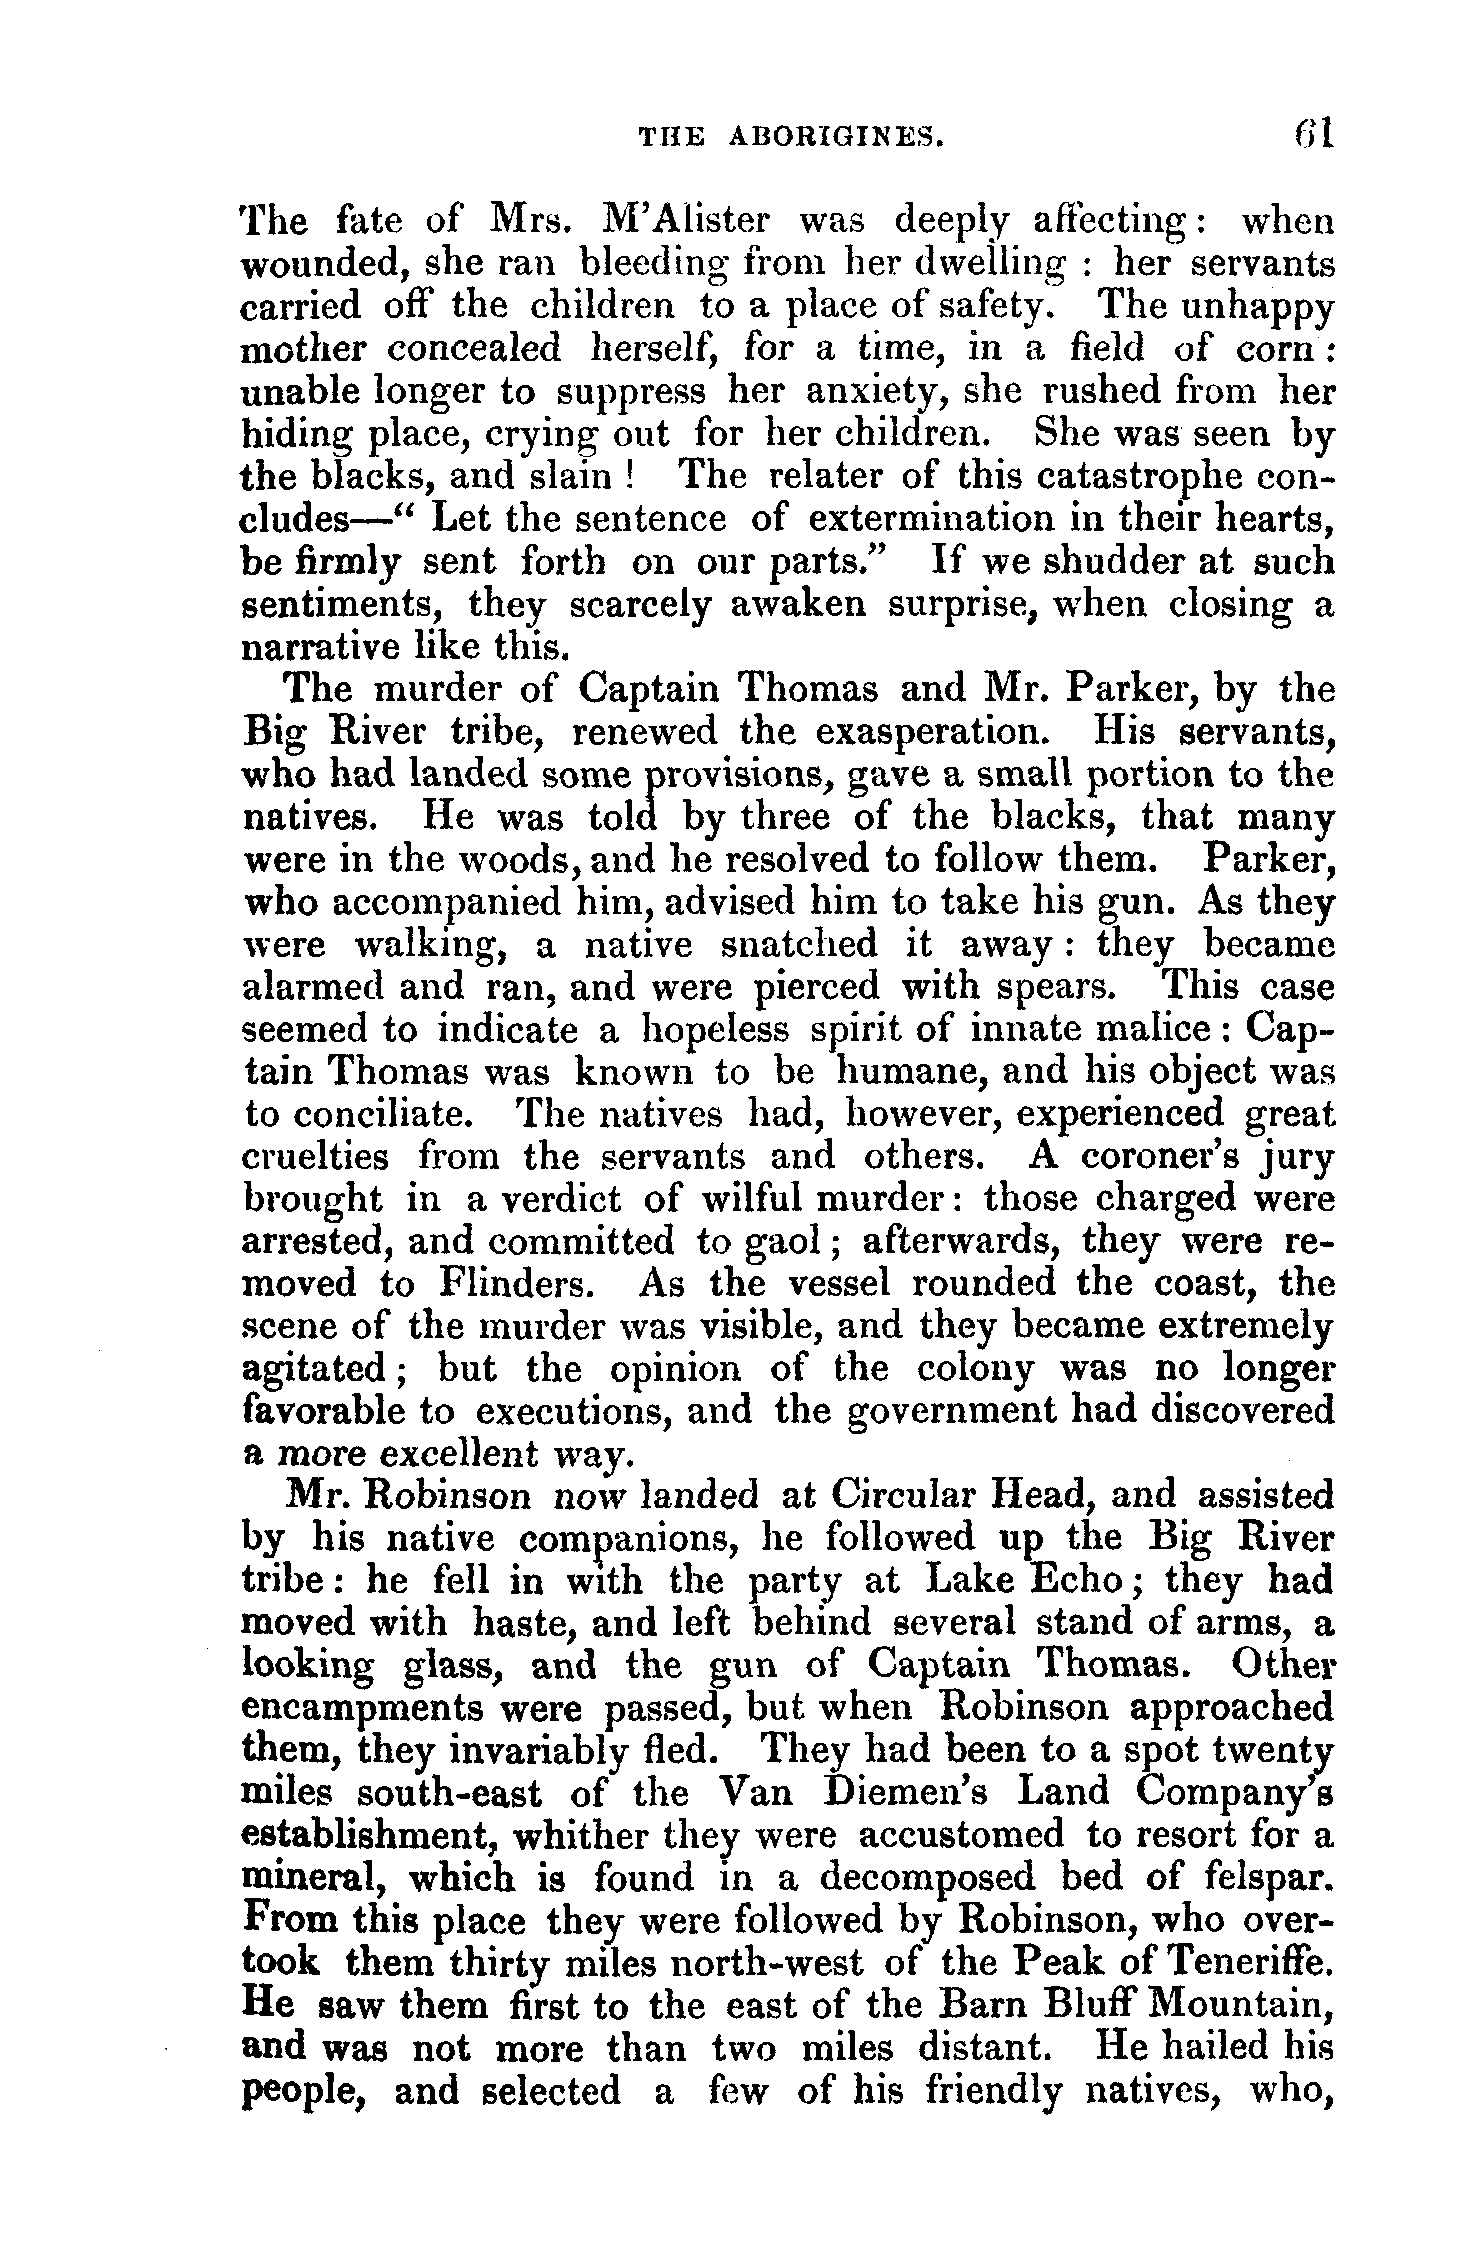 THE ABORIGINES. 61
The fate of Mrs. M'Alister was deeply affecting: when
wounded, she ran bleeding from her dwelling : her servants
carried off the children to a place of safety. The unhappy
mother concealed herself, for a time, in a field of corn :
unable longer to suppress her anxiety, she rushed from her
hiding place, crying out for her children. She was seen by
the blacks, and slain ! The relater of this catastrophe con-
cludes—“ Let the sentence of extermination in their hearts,
be firmly sent forth on our parts.” If we shudder at such
sentiments, they scarcely awaken surprise, when closing a
narrative like this.
The murder of Captain Thomas and Mr. Parker, by the
Big River tribe, renewed the exasperation. His servants,
who had landed some provisions, gave a small portion to the
natives. He was told by three of the blacks, that many
were in the woods, and he resolved to follow them. Parker,
who accompanied him, advised him to take his gun. As they
were walking, a native snatched it away : they became
alarmed and ran, and were pierced with spears. This case
seemed to indicate a hopeless spirit of innate malice : Cap-
tain Thomas was known to be humane, and his object was
to conciliate. The natives had, however, experienced great
cruelties from the servants and others. A coroner's jury
brought in a verdict of wilful murder: those charged were
arrested, and committed to gaol ; afterwards, they were re-
moved to Flinders. As the vessel rounded the coast, the
scene of the murder was visible, and they became extremely
agitated ; but the opinion of the colony was no longer
favorable to executions, and the government had discovered
a more excellent way.
Mr. Robinson now landed at Circular Head, and assisted
by his native companions, he followed up the Big River
tribe : he fell in with the party at Lake Echo ; they had
moved with haste, and left behind several stand of arms, a
looking glass, and the gun of Captain Thomas. Other
encampments were passed, but when Robinson approached
them, they invariably fled. They had been to a spot twenty
miles south-east of the Van Diemen's Land Company's
establishment, whither they were accustomed to resort for a
mineral, which is found in a decomposed bed of felspar.
From this place they were followed by Robinson, who over-
took them thirty miles north-west of the Peak of Teneriffe.
He saw them first to the east of the Barn Bluff Mountain,
and was not more than two miles distant. He hailed his
people, and selected a few of his friendly natives, who,